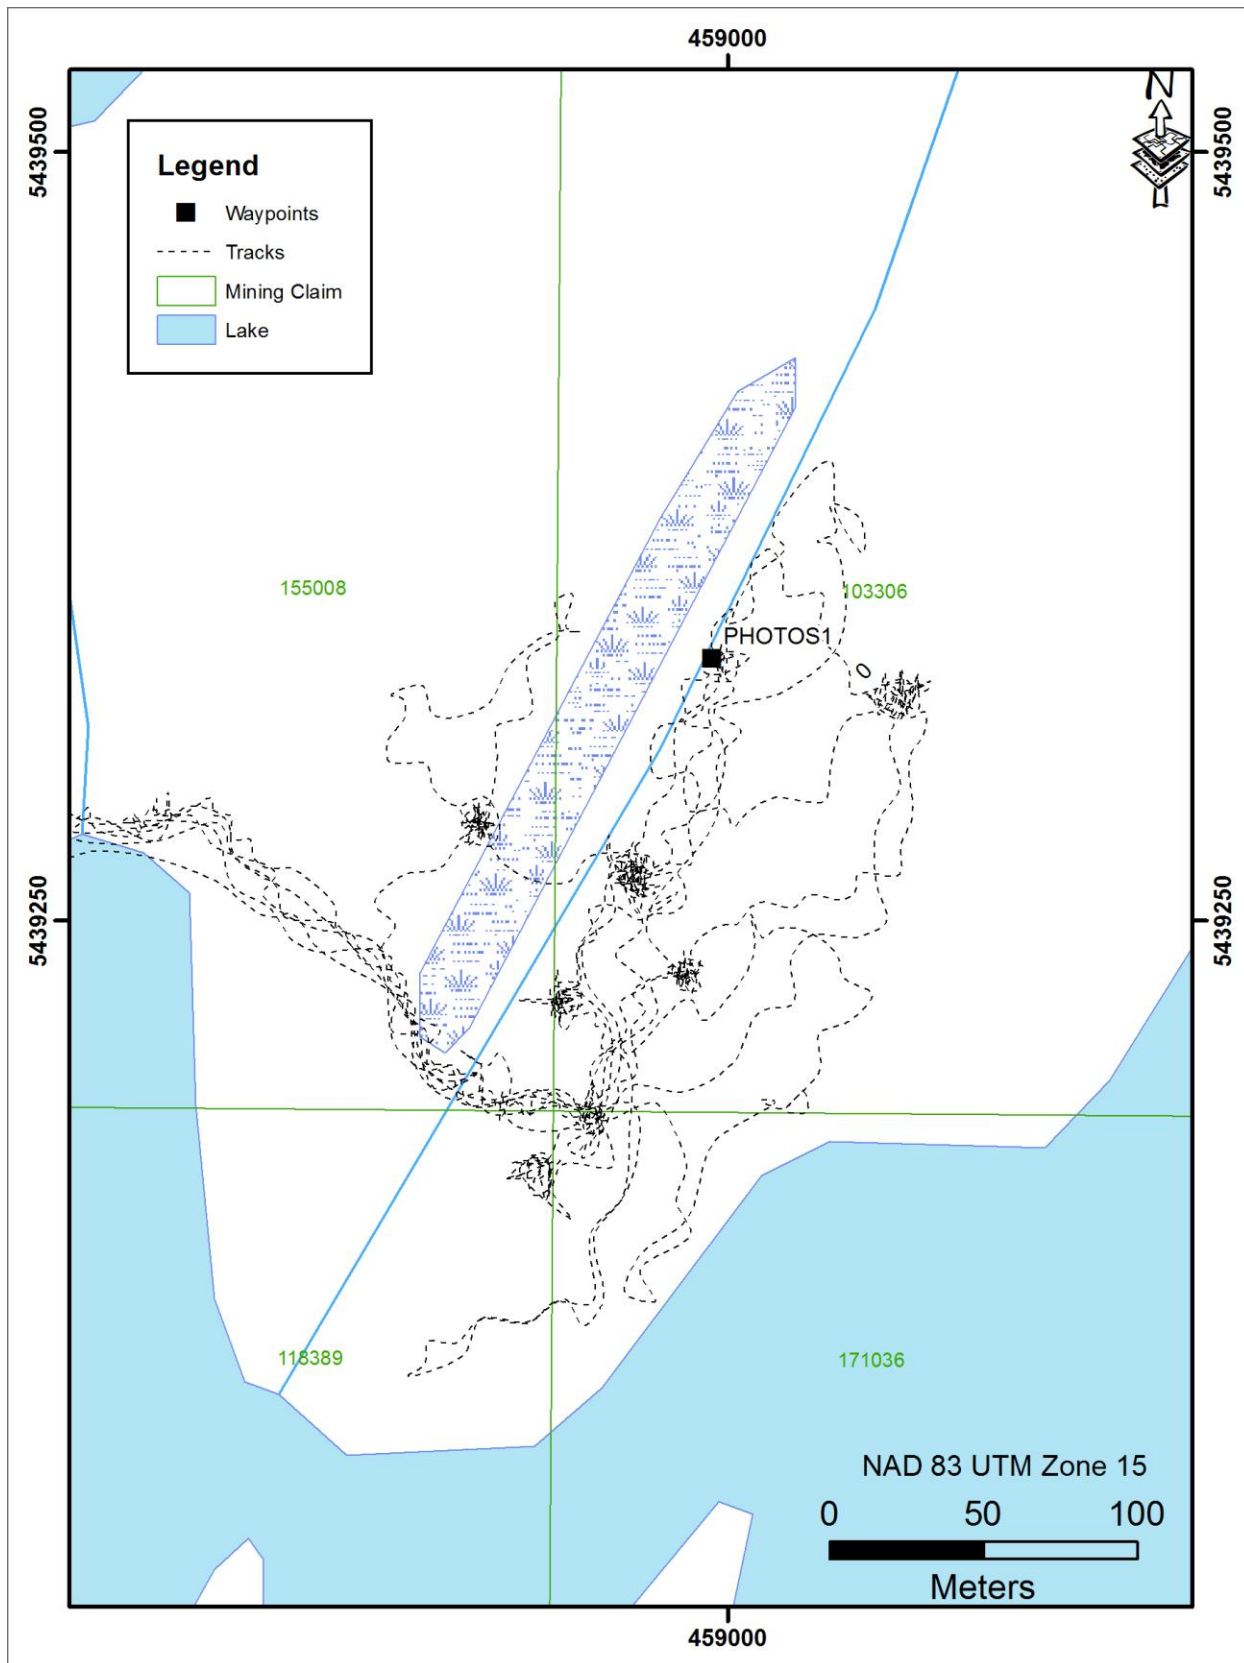 459000
N
5439500
5439500
Legend
Waypoints
Tracks
Mining Claim
Lake
155008
103306
PHOTOS1
0
5439250
5439250
118389
171036
NAD 83 UTM Zone 15
0 50 100
Meters
459000